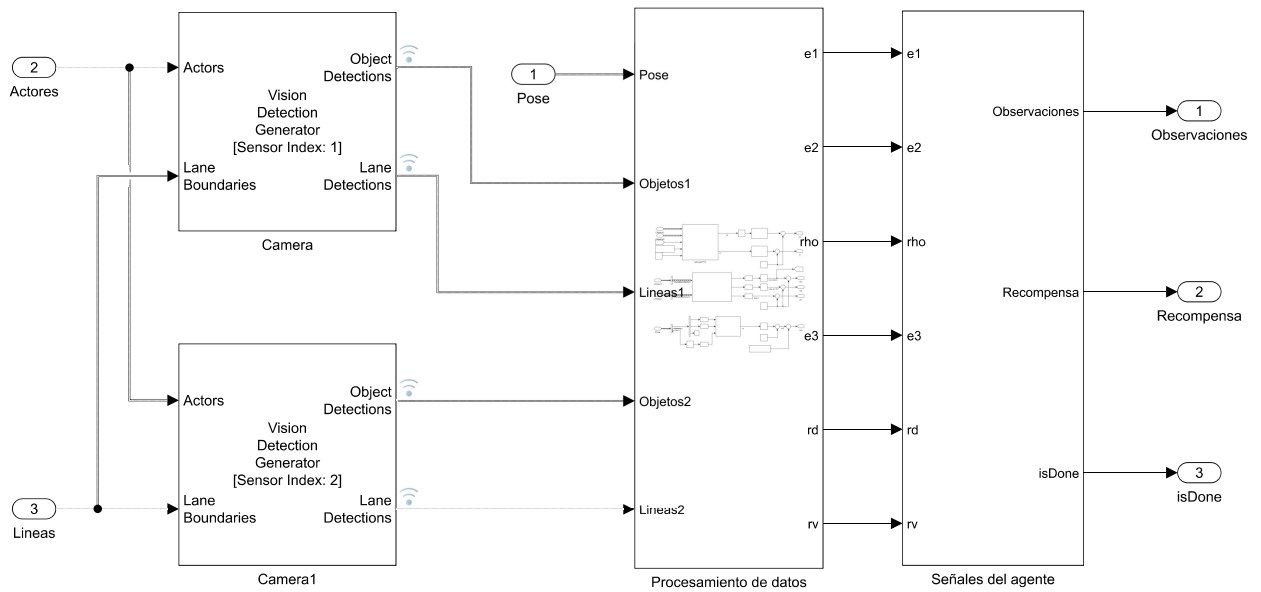 2
Actores
3
Lineas
Actors
Lane
Boundaries
Vision
Detection
Generator
[Sensor Index: 1]
Object
Detections
Lane
Detections
Camera
Actors
Lane
Boundaries
Vision
Detection
Generator
[Sensor Index: 2]
Object
Detections
Lane
Detections
Camera1
1
Pose
Pose
Objetos1
Lineas1
Objetos2
Lineas2
e1
e2
rho
e3
rd
rv
Procesamiento de datos
e1
e2
rho
e3
rd
rv
Observaciones
Recompensa
isDone
Señales del agente
1
Observaciones
2
Recompensa
3
isDone